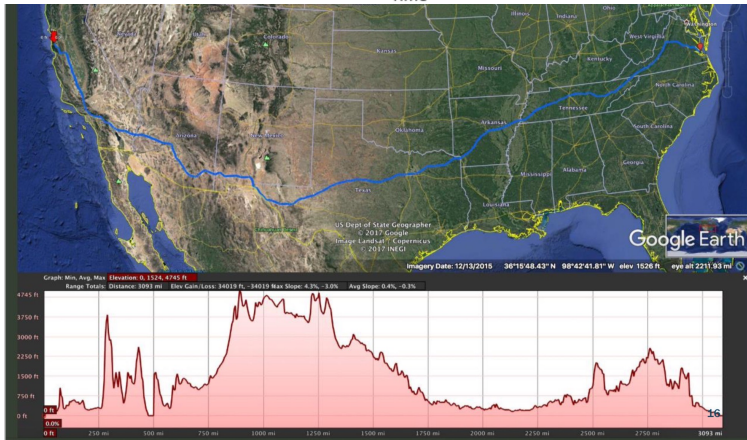 Illinois
Indiana
Ohio
Washington
Colorado
Kansas
Missouri
West Virginia
Kentucky
Arizona
New Mexico
Oklahoma
Arkansas
Tennessee
North Carolina
South Carolina
Texas
Mississippi
Alabama
Georgia
Louisiana
US Dept of State Geographer
© 2017 Google
Image Landsat / Copernicus
© 2017 INEGI
Google Earth
Imagery Date: 12/13/2015 36°15'48.43" N 98°42'41.81" W elev 1526 ft eye alt 2211.93 mi
Graph: Min, Avg, Max Elevation: 0, 1524, 4745 ft
Range Totals: Distance: 3093 mi Elev Gain/Loss: 34019 ft, -34019 ft Max Slope: 4.3%, -3.0% Avg Slope: 0.4%, -0.3%
4745 ft
3750 ft
3000 ft
2250 ft
1500 ft
750 ft
0 ft
0 ft
16
0.0%
0 ft 250 mi 500 mi 750 mi 1000 mi 1250 mi 1500 mi 1750 mi 2000 mi 2250 mi 2500 mi 2750 mi 3093 mi